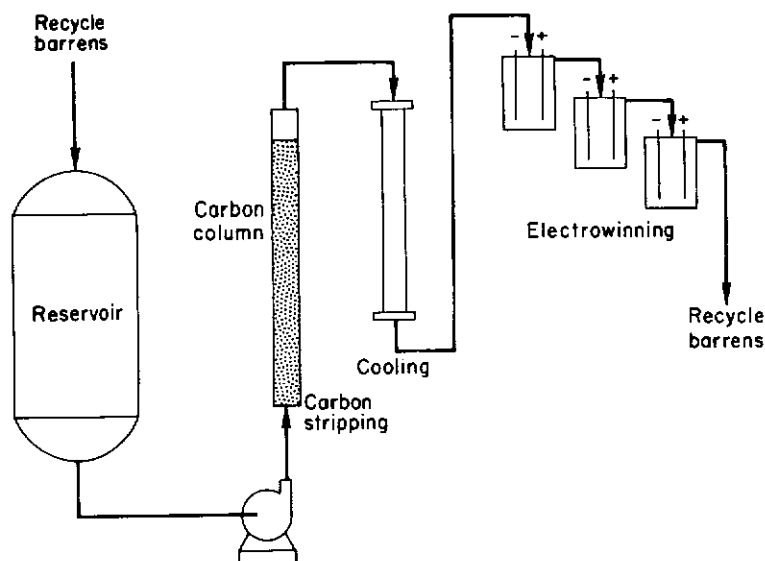 Recycle
barrens
- +
- +
- +
Carbon
column
Electrowinning
Reservoir
Recycle
barrens
Cooling
Carbon
stripping